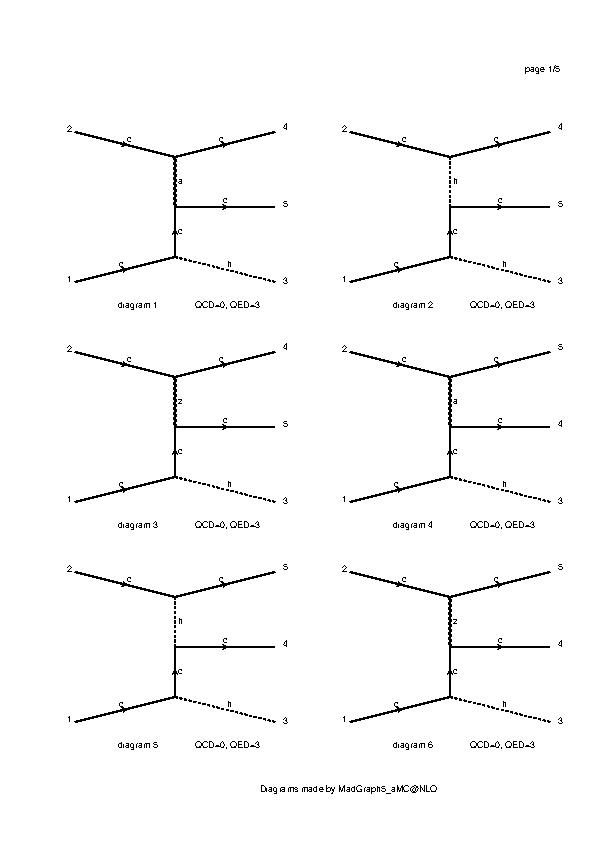 page 1/5
2 c c 4
a
c 5
c
1 c h 3
diagram 1 QCD=0, QED=3
2 c c 4
h
c 5
c
1 c h 3
diagram 2 QCD=0, QED=3
2 c c 4
z
c 5
c
1 c h 3
diagram 3 QCD=0, QED=3
2 c c 5
a
c 4
c
1 c h 3
diagram 4 QCD=0, QED=3
2 c c 5
h
c 4
c
1 c h 3
diagram 5 QCD=0, QED=3
2 c c 5
z
c 4
c
1 c h 3
diagram 6 QCD=0, QED=3
Diagrams made by MadGraph5_aMC@NLO